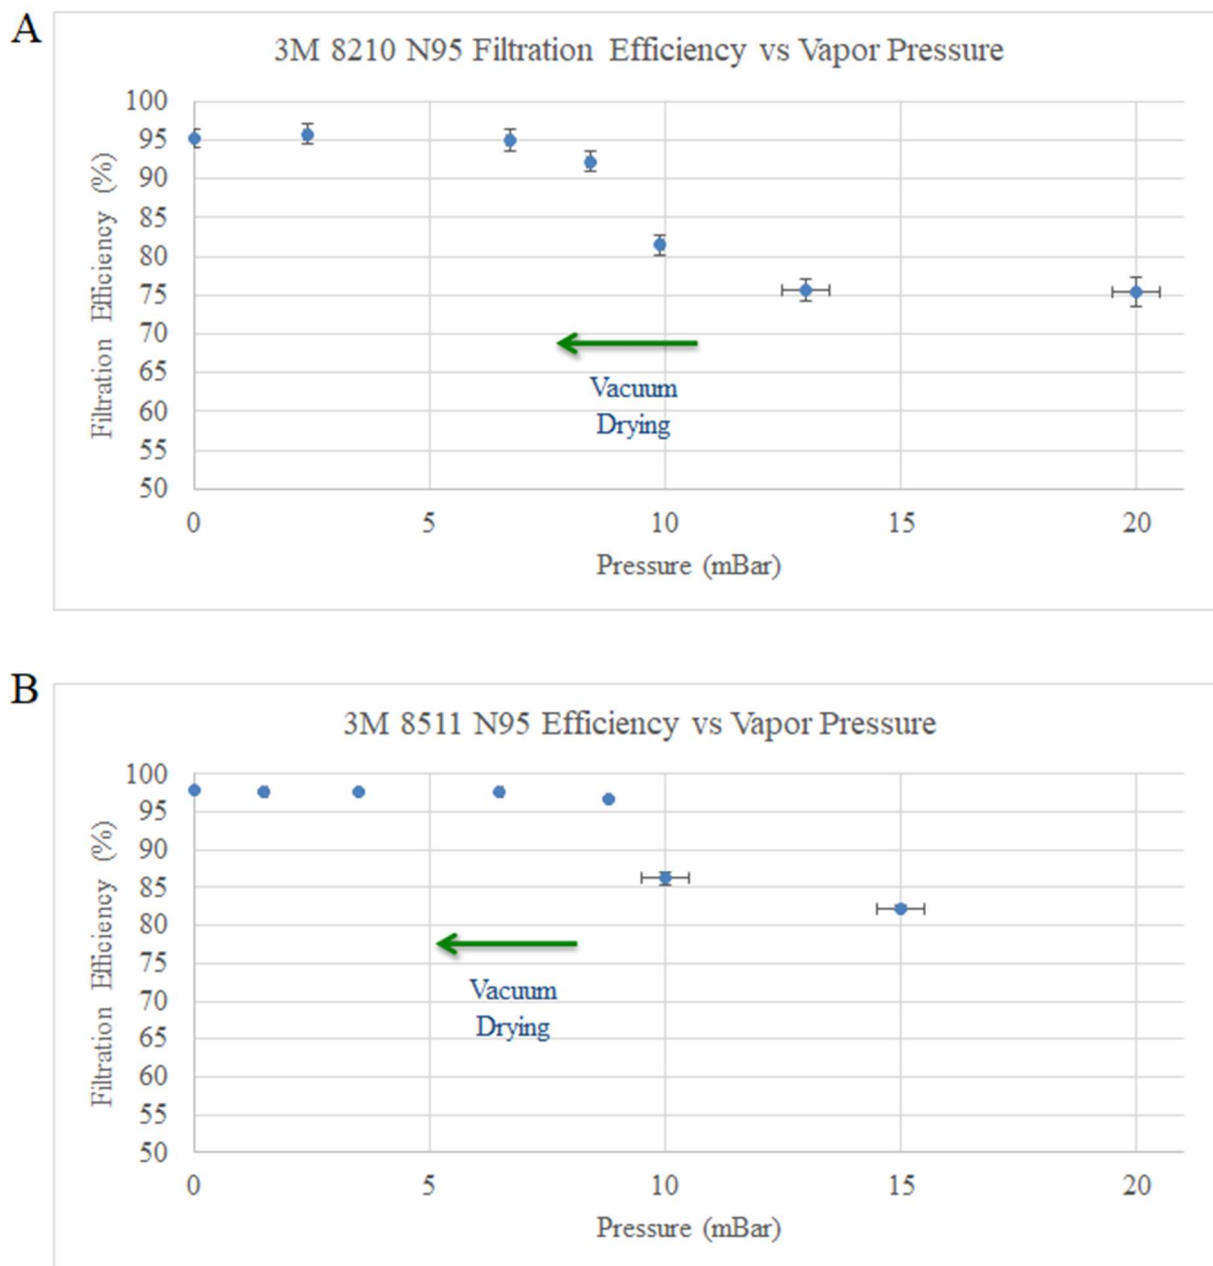 A
3M 8210 N95 Filtration Efficiency vs Vapor Pressure
Filtration Efficiency (%)
100
95
90
85
80
75
70
65
60
55
50
Vacuum
Drying
0 5 10 15 20
Pressure (mBar)
B
3M 8511 N95 Efficiency vs Vapor Pressure
Filtration Efficiency (%)
100
95
90
85
80
75
70
65
60
55
50
Vacuum
Drying
0 5 10 15 20
Pressure (mBar)